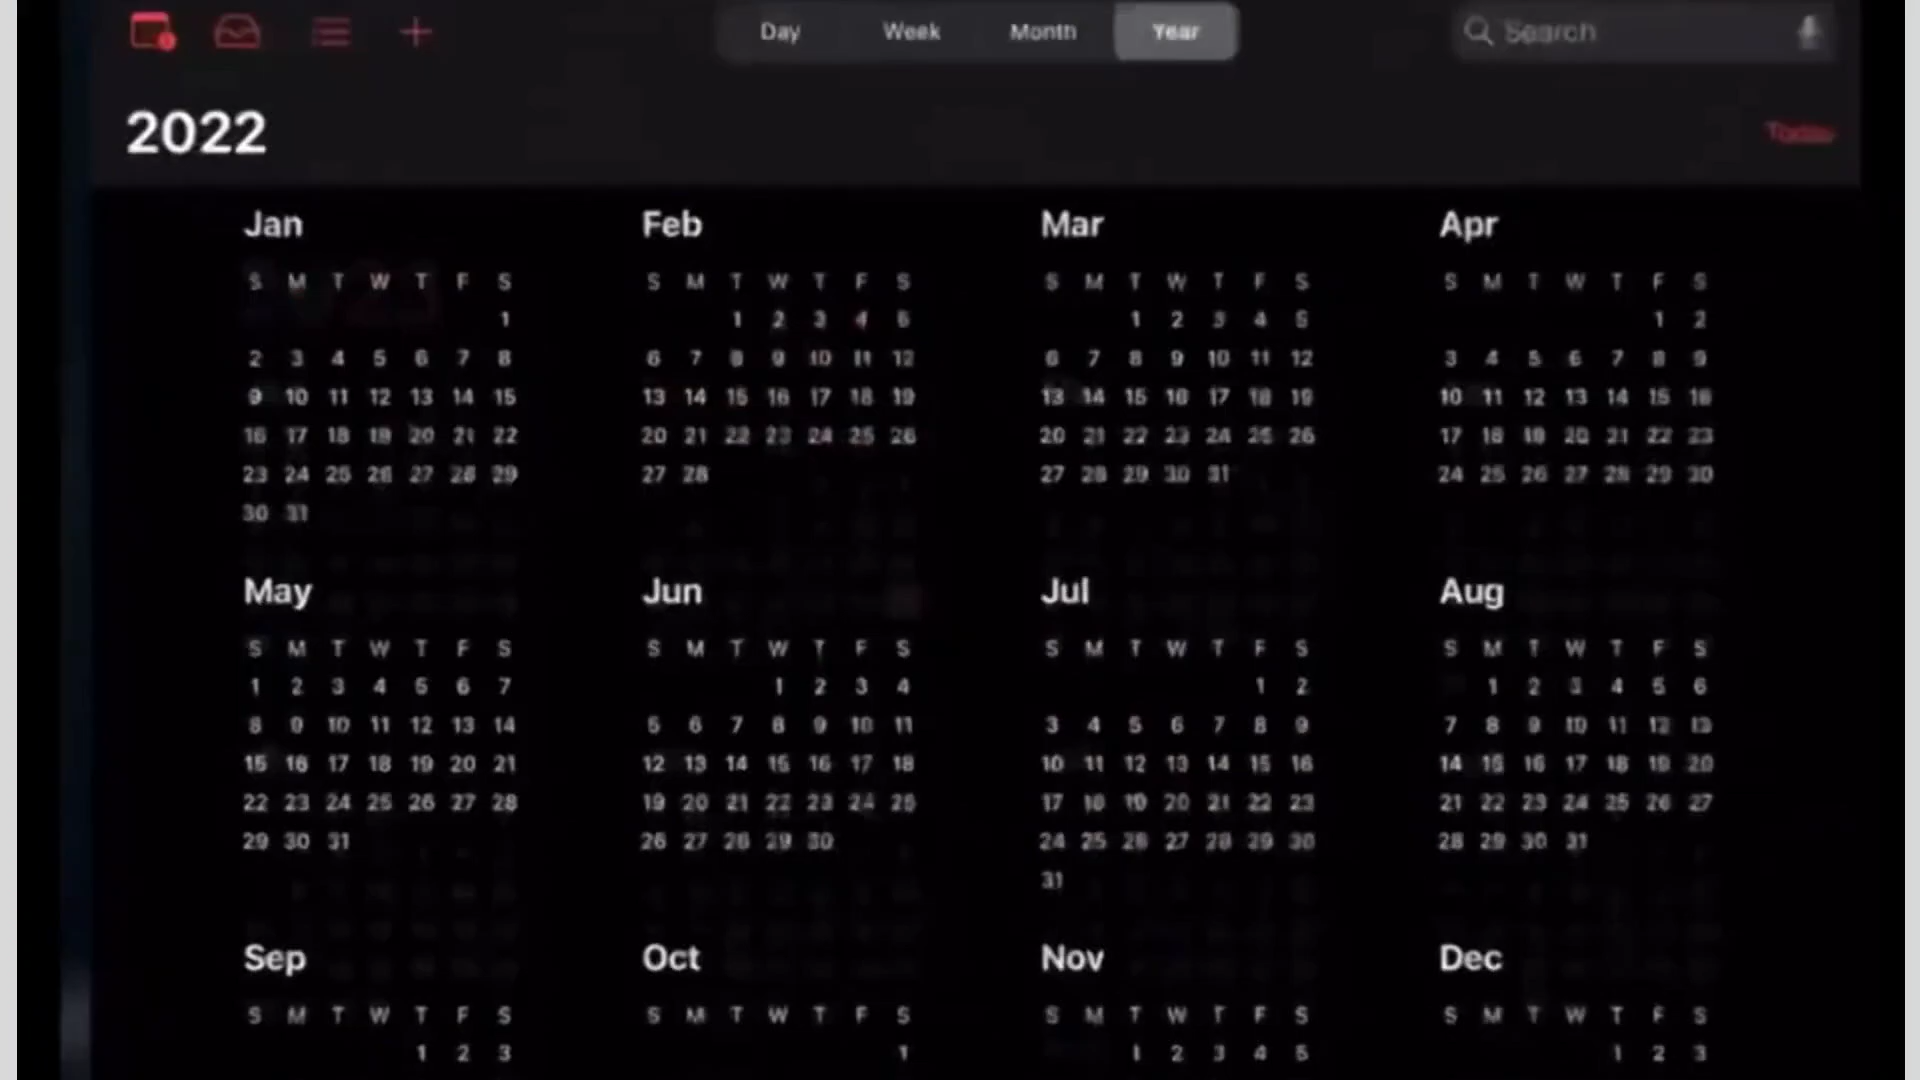 Day Week Month Year Search
2022 Today
Jan Feb Mar Apr
S M T W T F S S M T W T F S S M T W T F S S M T W T F S
1 1 2 3 4 5 1 2 3 4 5 1 2
2 3 4 5 6 7 8 6 7 8 9 10 11 12 6 7 8 9 10 11 12 3 4 5 6 7 8 9
9 10 11 12 13 14 15 13 14 15 16 17 18 19 13 14 15 16 17 18 19 10 11 12 13 14 15 16
16 17 18 19 20 21 22 20 21 22 23 24 25 26 20 21 22 23 24 25 26 17 18 19 20 21 22 23
23 24 25 26 27 28 29 27 28 27 28 29 30 31 24 25 26 27 28 29 30
30 31
May Jun Jul Aug
S M T W T F S S M T W T F S S M T W T F S S M T W T F S
1 2 3 4 5 6 7 1 2 3 4 1 2 1 2 3 4 5 6
8 9 10 11 12 13 14 5 6 7 8 9 10 11 3 4 5 6 7 8 9 7 8 9 10 11 12 13
15 16 17 18 19 20 21 12 13 14 15 16 17 18 10 11 12 13 14 15 16 14 15 16 17 18 19 20
22 23 24 25 26 27 28 19 20 21 22 23 24 25 17 18 19 20 21 22 23 21 22 23 24 25 26 27
29 30 31 26 27 28 29 30 24 25 26 27 28 29 30 28 29 30 31
31
Sep Oct Nov Dec
S M T W T F S S M T W T F S S M T W T F S S M T W T F S
1 2 3 1 1 2 3 4 5 1 2 3